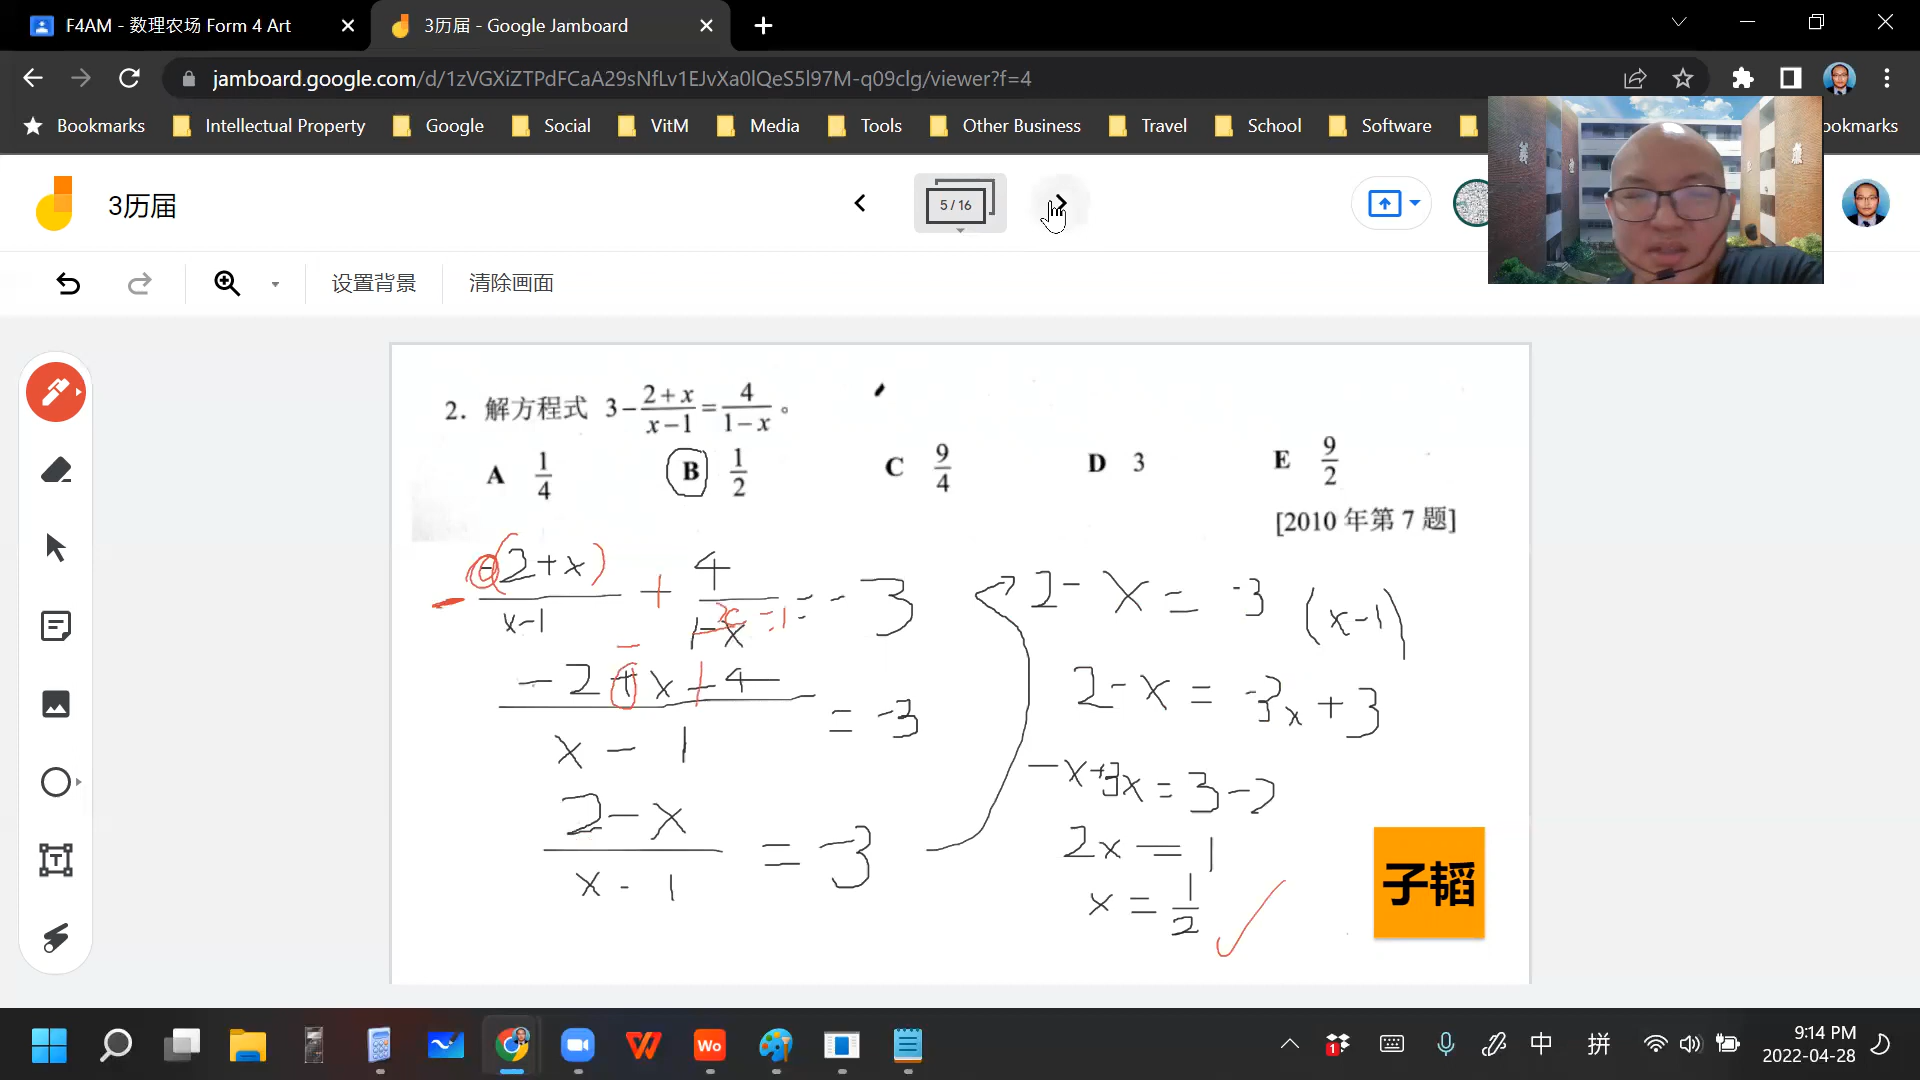 F4AM - 数理农场 Form 4 Art
3历届 - Google Jamboard
jamboard.google.com/d/1zVGXiZTPdFCaA29sNfLv1EJvXa0lQeS5l97M-q09clg/viewer?f=4
Bookmarks Intellectual Property Google Social VitM Media Tools Other Business Travel School Software ookmarks
3历届
5 / 16
设置背景 清除画面
2. 解方程式 3 - (2+x)/(x-1) = 4/(1-x) 。
A 1/4 B 1/2 C 9/4 D 3 E 9/2
[2010 年第 7 题]
-(2+x)/(x-1) + 4/(x-1) = -3
(-2-x+4)/(x-1) = -3
(2-x)/(x-1) = -3
2-x = -3 (x-1)
2-x = -3x+3
-x+3x = 3-2
2x = 1
x = 1/2
子韬
Wo
1
中
拼
9:14 PM
2022-04-28